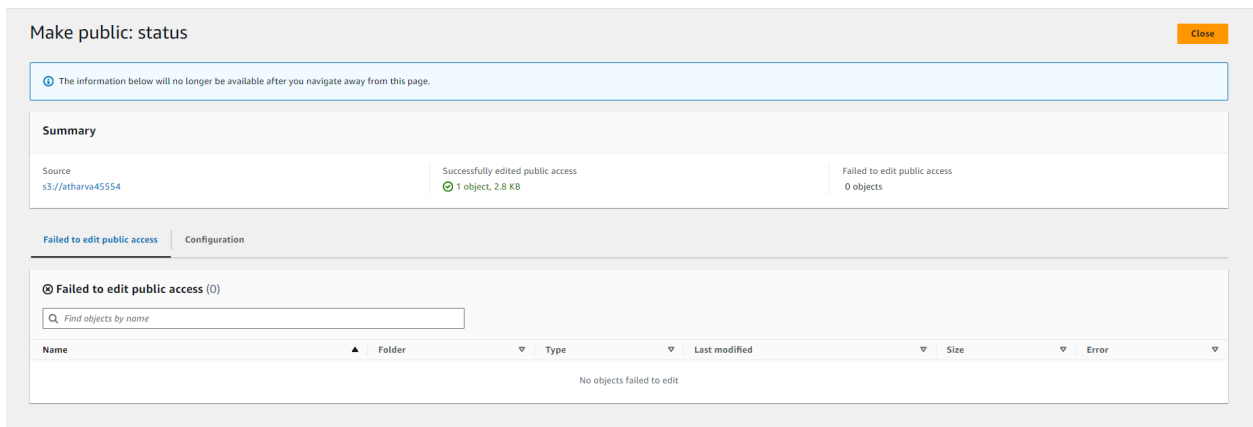 Make public: status
Close
The information below will no longer be available after you navigate away from this page.
Summary
Source
s3://atharva45554
Successfully edited public access
1 object, 2.8 KB
Failed to edit public access
0 objects
Failed to edit public access
Configuration
Failed to edit public access (0)
Find objects by name
Name Folder Type Last modified Size Error
No objects failed to edit